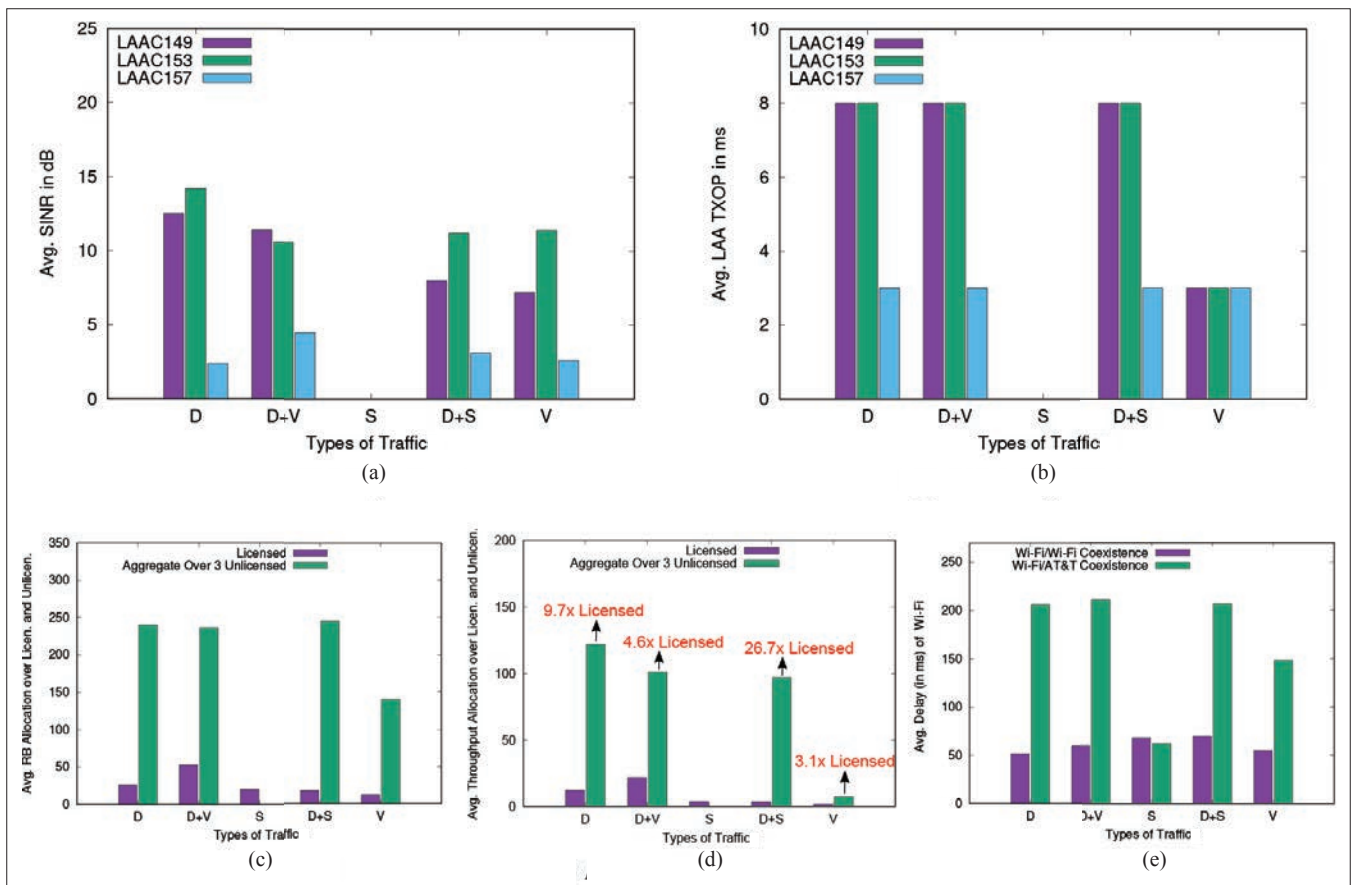 25
20
15
10
5
0
Avg. SINR in dB
LAAC149
LAAC153
LAAC157
D D+V S D+S V
Types of Traffic
(a)
10
8
6
4
2
0
Avg. LAA TXOP in ms
LAAC149
LAAC153
LAAC157
D D+V S D+S V
Types of Traffic
(b)
350
300
250
200
150
100
50
0
Avg. RB Allocation over Licen. and Unlicen.
Licensed
Aggregate Over 3 Unlicensed
D D+V S D+S V
Types of Traffic
(c)
200
150
100
50
0
Avg. Throughput Allocation over Licen. and Unlicen.
Licensed
Aggregate Over 3 Unlicensed
9.7x Licensed
4.6x Licensed
26.7x Licensed
3.1x Licensed
D D+V S D+S V
Types of Traffic
(d)
250
200
150
100
50
0
Avg. Delay (in ms) of Wi-Fi
Wi-Fi/Wi-Fi Coexistence
Wi-Fi/AT&T Coexistence
D D+V S D+S V
Types of Traffic
(e)